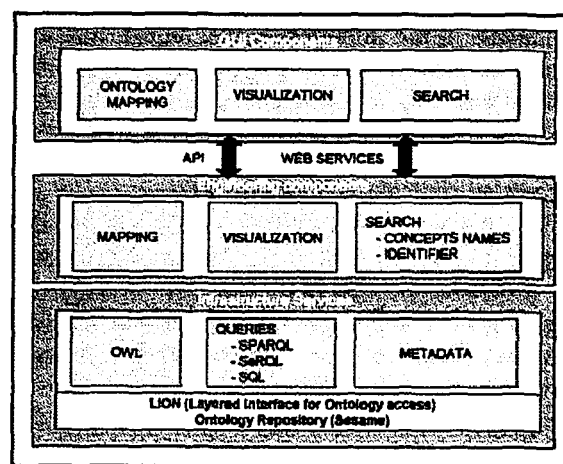 GUI Components
ONTOLOGY
MAPPING
VISUALIZATION
SEARCH
API
WEB SERVICES
MAPPING
VISUALIZATION
SEARCH
- CONCEPTS NAMES
- IDENTIFIER
Infrastructure Services
OWL
QUERIES
- SPARQL
- SeRQL
- SQL
METADATA
LION (Layered Interface for Ontology access)
Ontology Repository (Sesame)